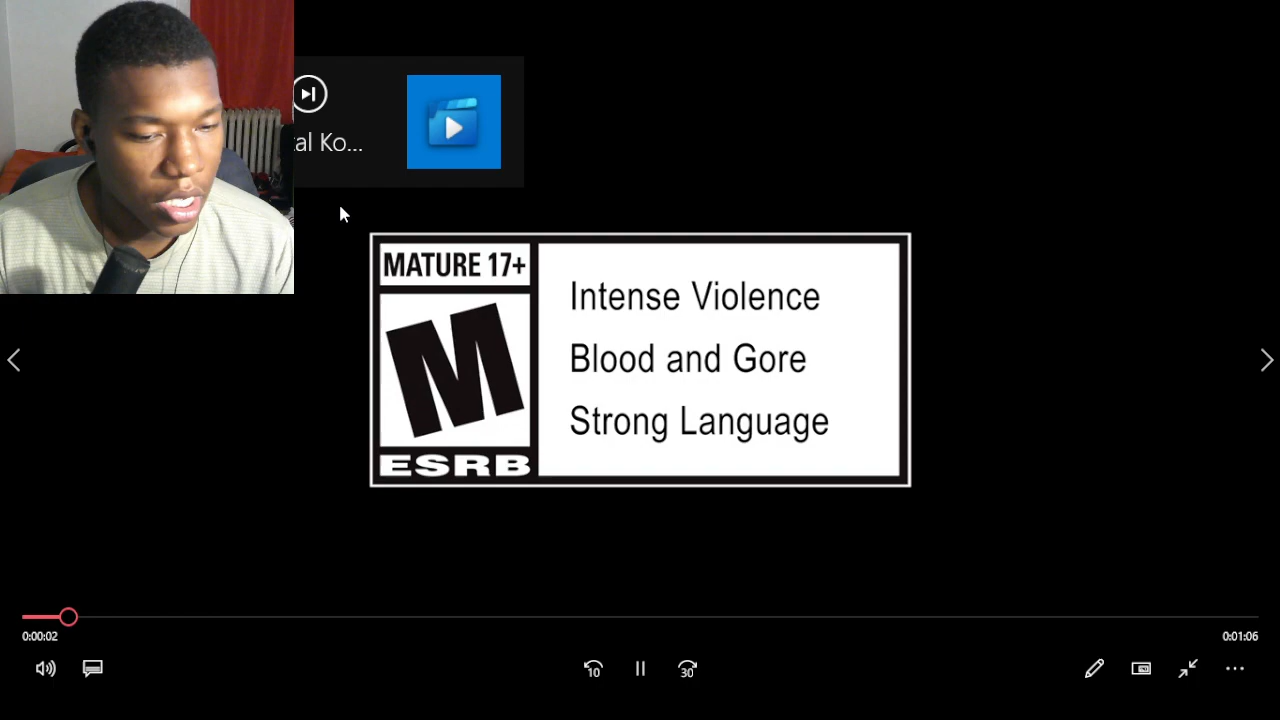 tal Ko...
MATURE 17+
M
ESRB
Intense Violence
Blood and Gore
Strong Language
0:00:02
0:01:06
10
30